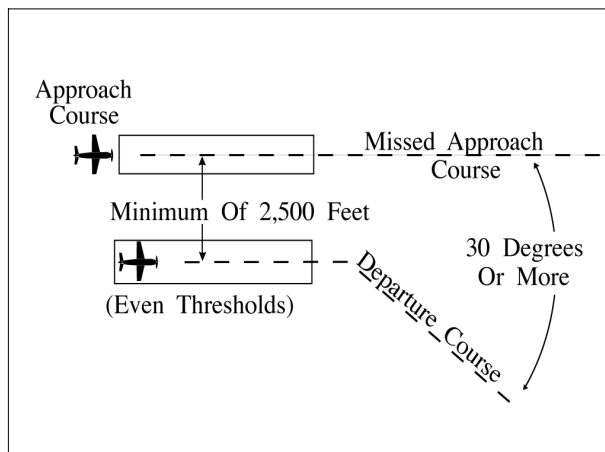 Approach
Course
Missed Approach
Course
Minimum Of 2,500 Feet
30 Degrees
Or More
(Even Thresholds)
Departure Course